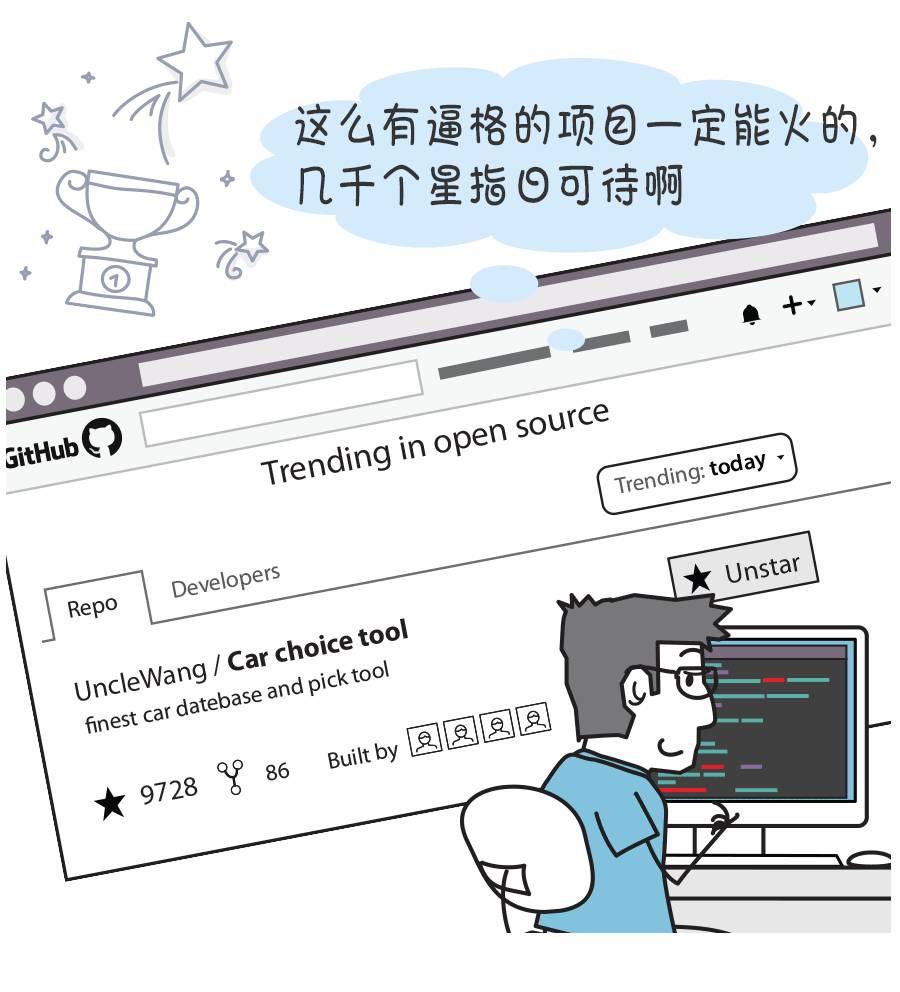 这么有逼格的项目一定能火的，
几千个星指日可待啊
1
GitHub
Trending in open source
Trending: today
Repo
Developers
Unstar
UncleWang / Car choice tool
finest car datebase and pick tool
9728
86
Built by